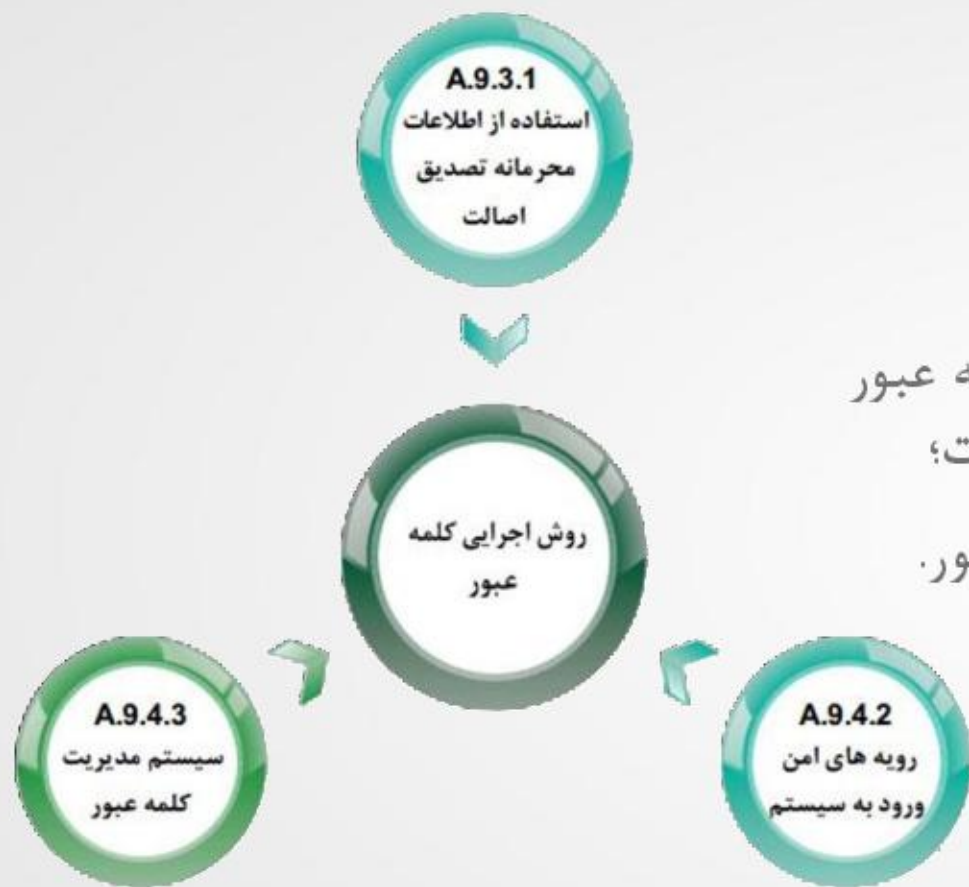 A.9.3.1
استفاده از اطلاعات
محرمانه تصدیق
اصالت
عبور
روش اجرایی کلمه
عبور
A.9.4.2
رویه های امن
ورود به سیستم
A.9.4.3
سیستم مدیریت
کلمه عبور